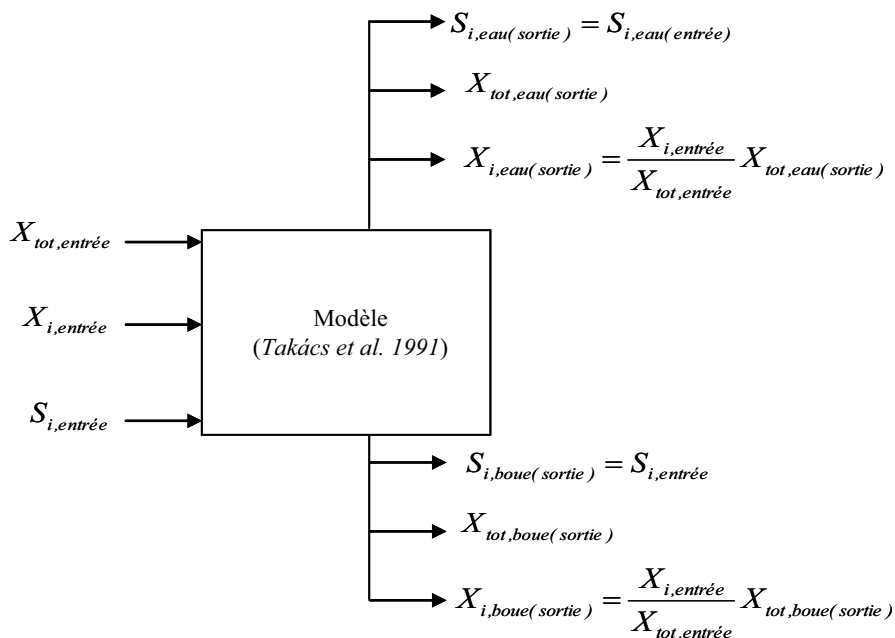 S_{i,eau(sortie)} = S_{i,eau(entrée)}
X_{tot,eau(sortie)}
X_{i,eau(sortie)} = \frac{X_{i,entrée}}{X_{tot,entrée}} X_{tot,eau(sortie)}
X_{tot,entrée}
X_{i,entrée}
S_{i,entrée}
Modèle
(Takács et al. 1991)
S_{i,boue(sortie)} = S_{i,entrée}
X_{tot,boue(sortie)}
X_{i,boue(sortie)} = \frac{X_{i,entrée}}{X_{tot,entrée}} X_{tot,boue(sortie)}